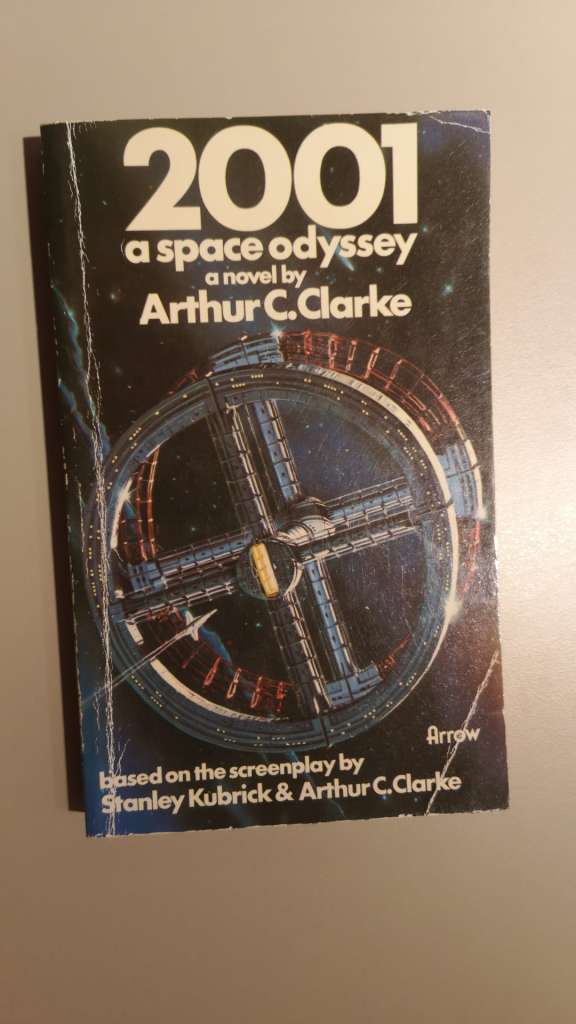 2001
a space odyssey
a novel by
Arthur C.Clarke
Arrow
based on the screenplay by
Stanley Kubrick & Arthur C.Clarke